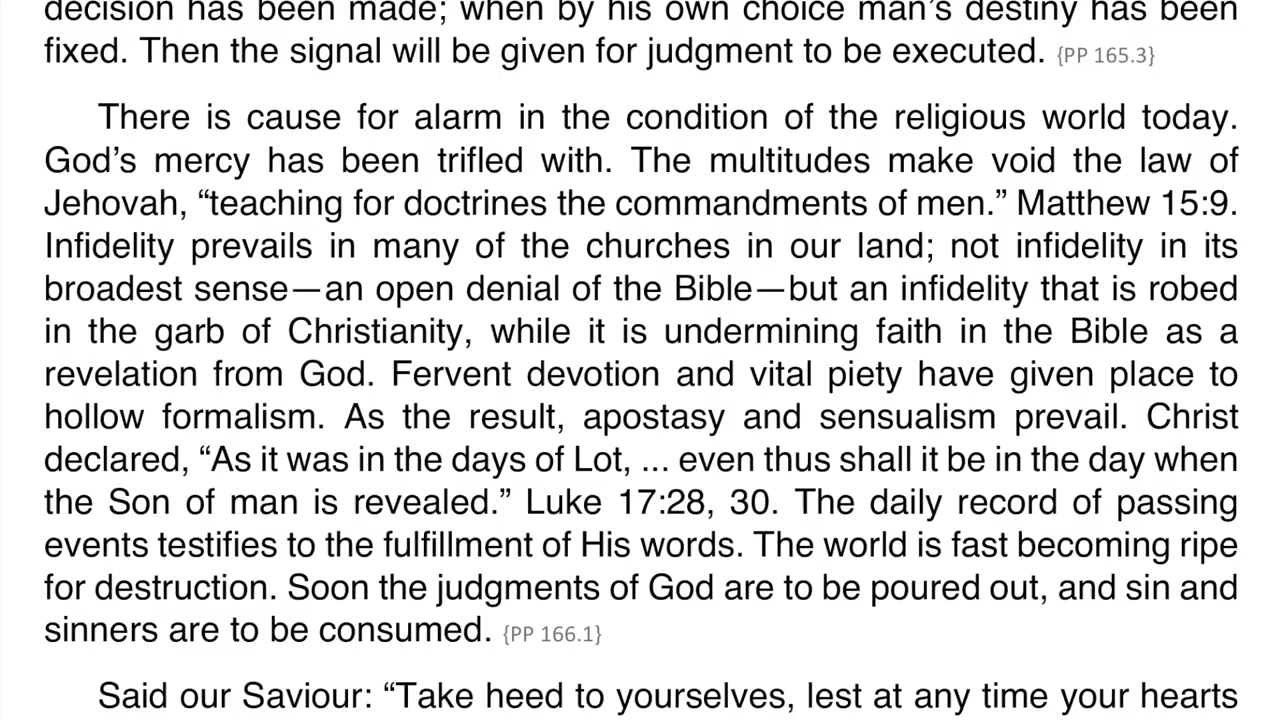 decision has been made; when by his own choice man’s destiny has been
fixed. Then the signal will be given for judgment to be executed. {PP 165.3}
There is cause for alarm in the condition of the religious world today.
God’s mercy has been trifled with. The multitudes make void the law of
Jehovah, “teaching for doctrines the commandments of men.” Matthew 15:9.
Infidelity prevails in many of the churches in our land; not infidelity in its
broadest sense—an open denial of the Bible—but an infidelity that is robed
in the garb of Christianity, while it is undermining faith in the Bible as a
revelation from God. Fervent devotion and vital piety have given place to
hollow formalism. As the result, apostasy and sensualism prevail. Christ
declared, “As it was in the days of Lot, ... even thus shall it be in the day when
the Son of man is revealed.” Luke 17:28, 30. The daily record of passing
events testifies to the fulfillment of His words. The world is fast becoming ripe
for destruction. Soon the judgments of God are to be poured out, and sin and
sinners are to be consumed. {PP 166.1}
Said our Saviour: “Take heed to yourselves, lest at any time your hearts